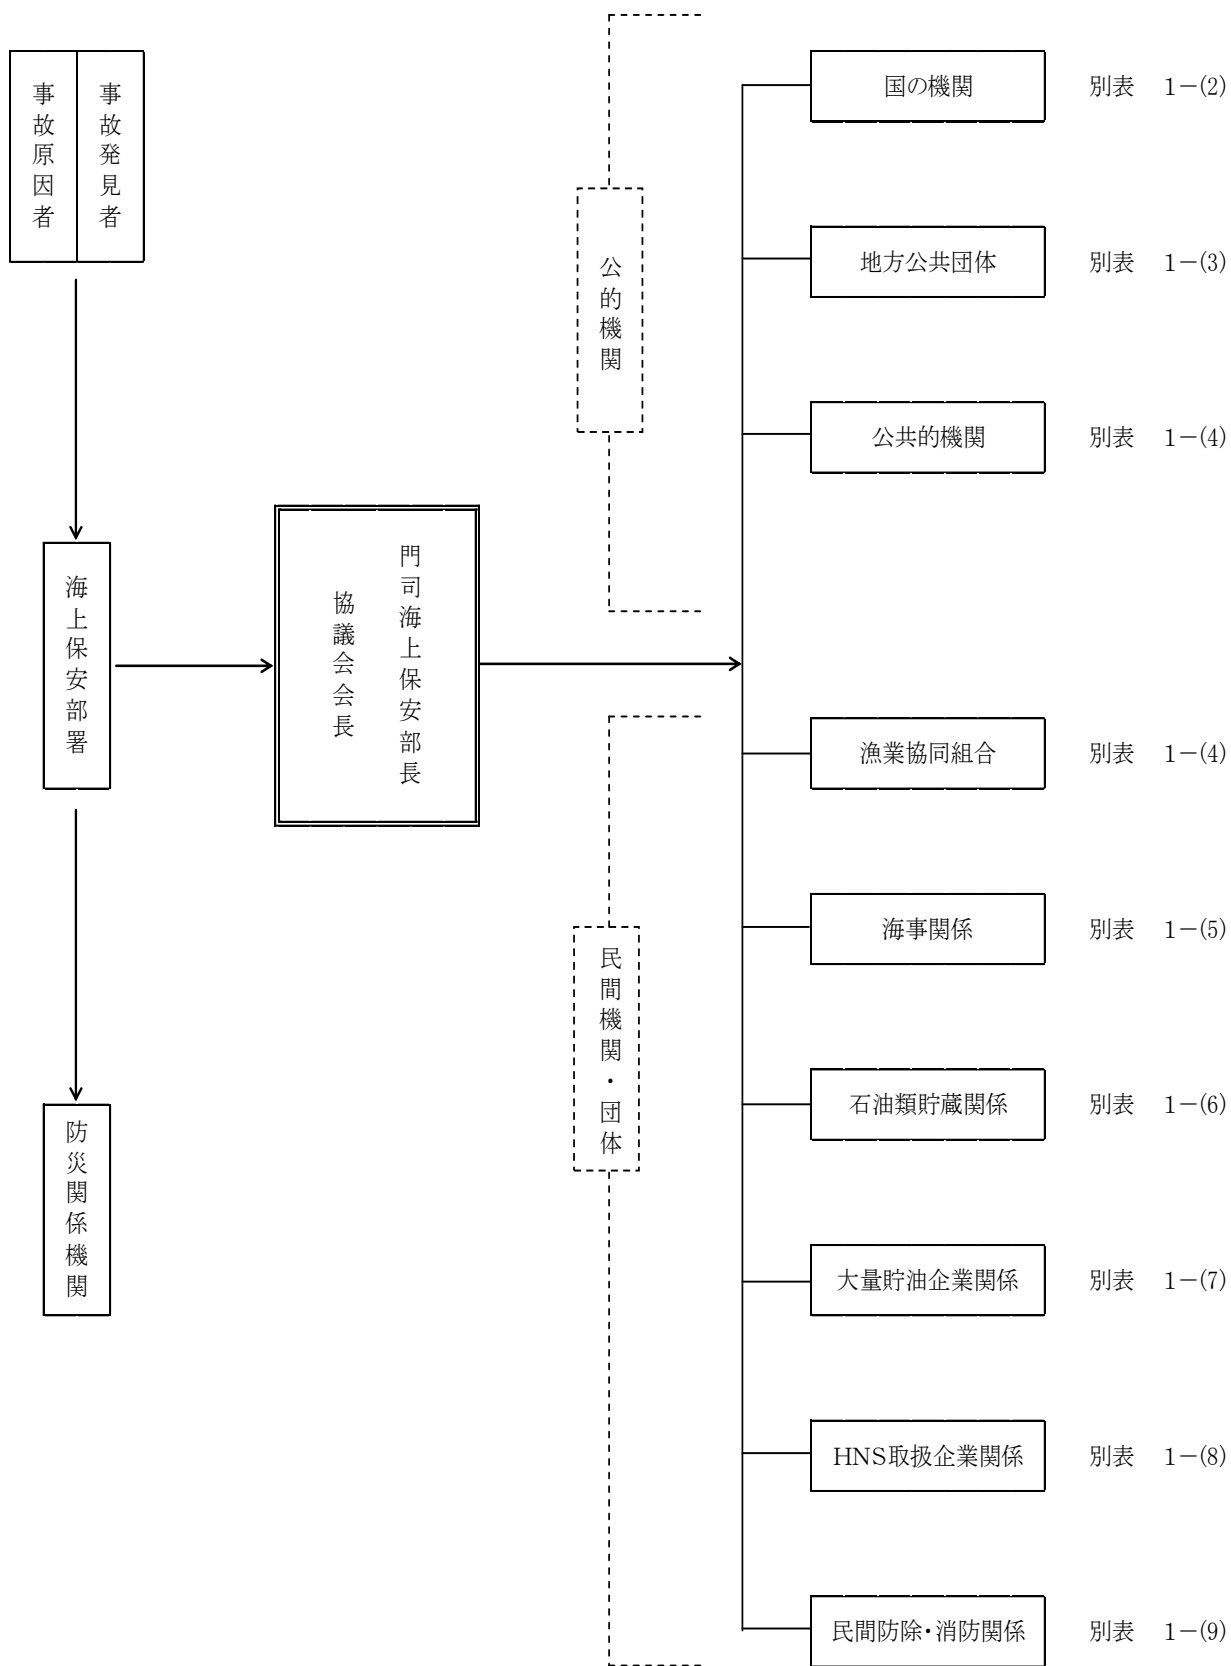 事故原因者
事故発見者
海上保安部署
防災関係機関
門司海上保安部長
協議会会長
公的機関
国の機関 別表 1-(2)
地方公共団体 別表 1-(3)
公共的機関 別表 1-(4)
民間機関・団体
漁業協同組合 別表 1-(4)
海事関係 別表 1-(5)
石油類貯蔵関係 別表 1-(6)
大量貯油企業関係 別表 1-(7)
HNS取扱企業関係 別表 1-(8)
民間防除・消防関係 別表 1-(9)